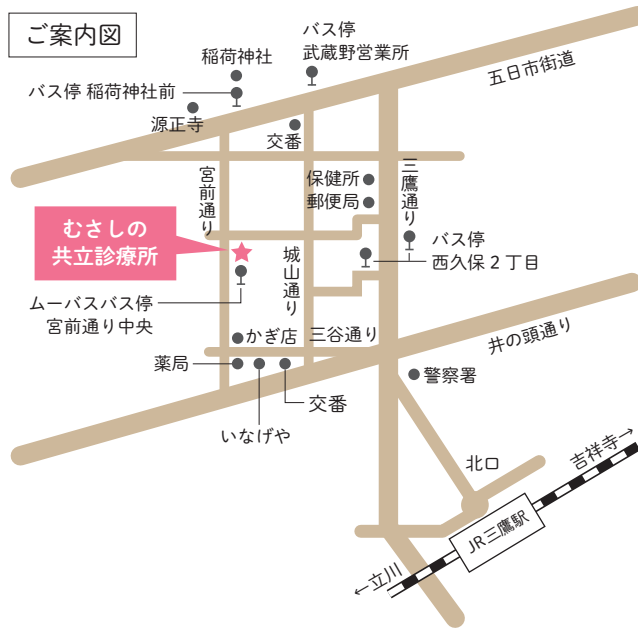 ご案内図
バス停
武蔵野営業所
稲荷神社
バス停 稲荷神社前
源正寺
交番
五日市街道
宮前通り
保健所
郵便局
三鷹通り
むさしの
共立診療所
城山通り
バス停
西久保2丁目
ムーバスバス停
宮前通り中央
かぎ店
三谷通り
井の頭通り
薬局
いなげや
交番
警察署
北口
吉祥寺→
JR三鷹駅
←立川